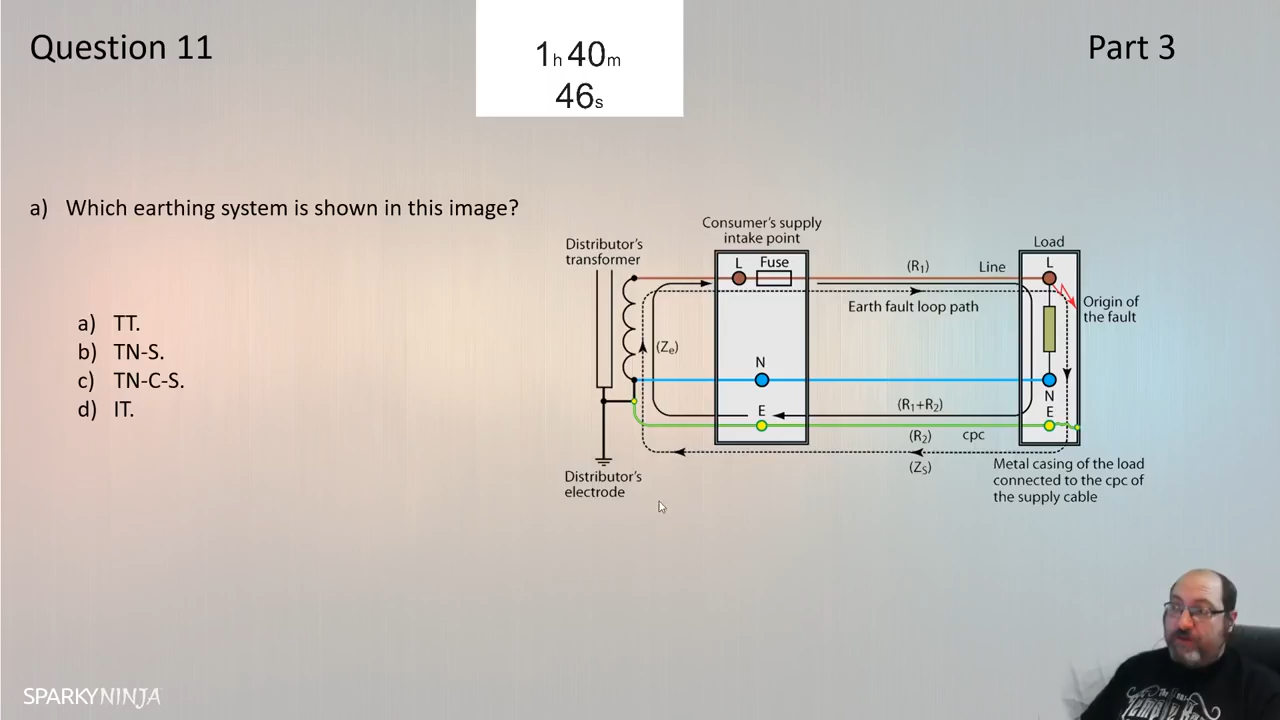 Question 11
1h 40m
46s
Part 3
a) Which earthing system is shown in this image?
a) TT.
b) TN-S.
c) TN-C-S.
d) IT.
Consumer's supply
intake point
Distributor's
transformer
Load
L Fuse
(R1)
Line
L
Earth fault loop path
Origin of
the fault
(Ze)
N
N
E
(R1+R2)
E
(R2) cpc
(ZS)
Distributor's
electrode
Metal casing of the load
connected to the cpc of
the supply cable
SPARKYNINJA